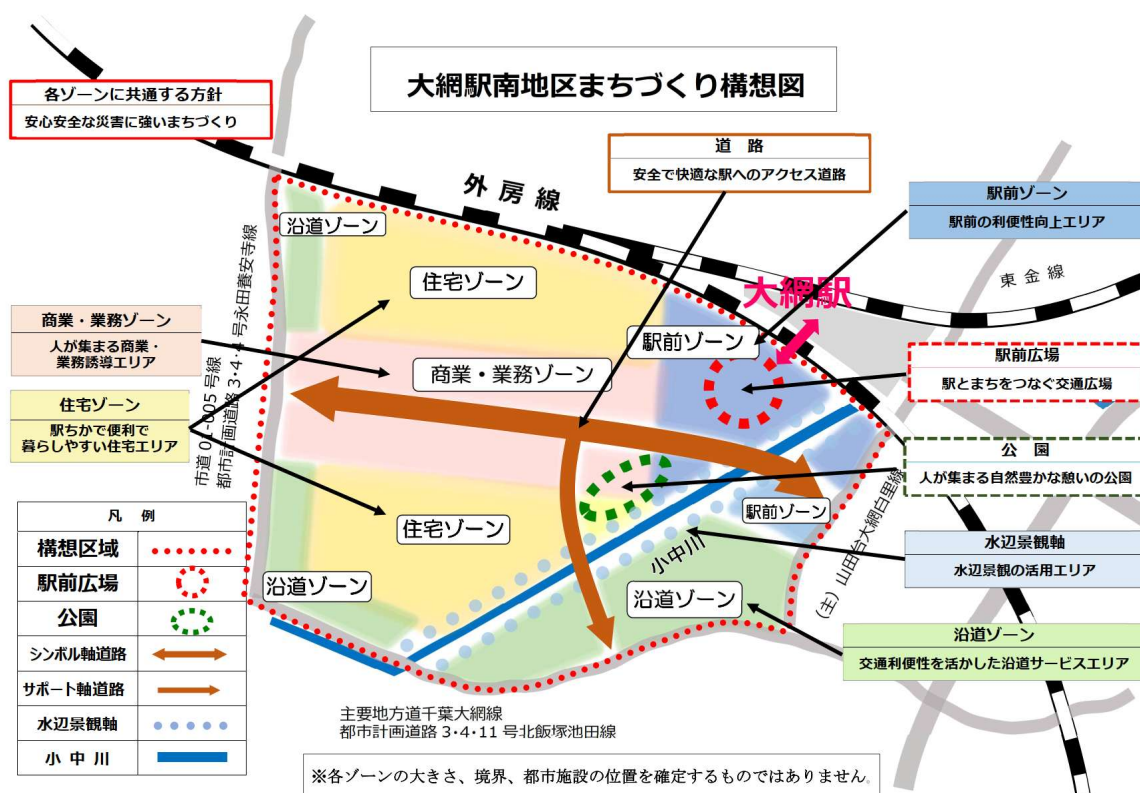 大網駅南地区まちづくり構想図
各ゾーンに共通する方針
安心安全な災害に強いまちづくり
道　路
安全で快適な駅へのアクセス道路
外房線
駅前ゾーン
駅前の利便性向上エリア
東金線
大網駅
沿道ゾーン
住宅ゾーン
駅前ゾーン
商業・業務ゾーン
人が集まる商業・
業務誘導エリア
市道01-005号線
都市計画道路3・4・4号永田養安寺線
商業・業務ゾーン
駅前広場
駅とまちをつなぐ交通広場
住宅ゾーン
駅ちかで便利で
暮らしやすい住宅エリア
公　園
人が集まる自然豊かな憩いの公園
住宅ゾーン
駅前ゾーン
小中川
(主)山田台大網白里線
水辺景観軸
水辺景観の活用エリア
沿道ゾーン
沿道ゾーン
沿道ゾーン
交通利便性を活かした沿道サービスエリア
凡　例
構想区域
駅前広場
公園
シンボル軸道路
サポート軸道路
水辺景観軸
小 中 川
主要地方道千葉大網線
都市計画道路3・4・11号北飯塚池田線
※各ゾーンの大きさ、境界、都市施設の位置を確定するものではありません。